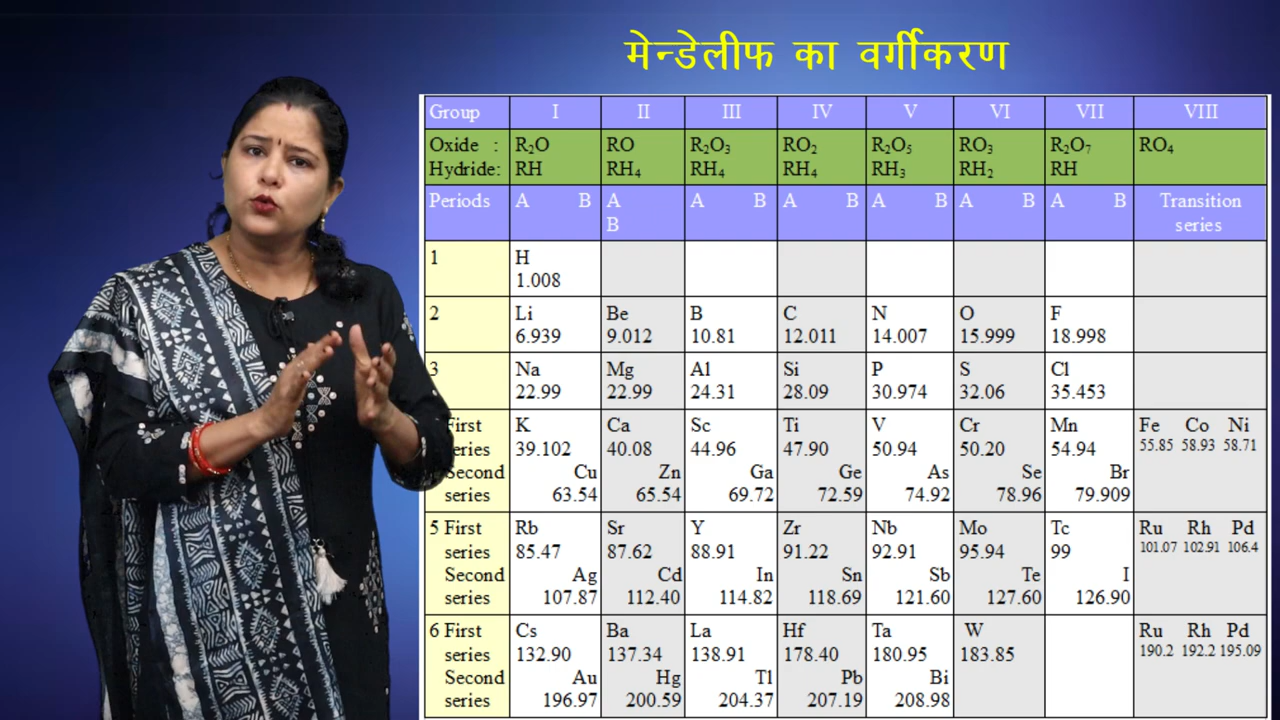 मेन्डेलीफ का वर्गीकरण
Group I II III IV V VI VII VIII
Oxide : R₂O RO R₂O₃ RO₂ R₂O₅ RO₃ R₂O₇ RO₄
Hydride: RH RH₄ RH₄ RH₄ RH₃ RH₂ RH
Periods A B A A B A B A B A B A B Transition
B series
1 H
1.008
2 Li Be B C N O F
6.939 9.012 10.81 12.011 14.007 15.999 18.998
3 Na Mg Al Si P S Cl
22.99 22.99 24.31 28.09 30.974 32.06 35.453
First K Ca Sc Ti V Cr Mn Fe Co Ni
series 39.102 40.08 44.96 47.90 50.94 50.20 54.94 55.85 58.93 58.71
Second Cu Zn Ga Ge As Se Br
series 63.54 65.54 69.72 72.59 74.92 78.96 79.909
5 First Rb Sr Y Zr Nb Mo Tc Ru Rh Pd
series 85.47 87.62 88.91 91.22 92.91 95.94 99 101.07 102.91 106.4
Second Ag Cd In Sn Sb Te I
series 107.87 112.40 114.82 118.69 121.60 127.60 126.90
6 First Cs Ba La Hf Ta W Ru Rh Pd
series 132.90 137.34 138.91 178.40 180.95 183.85 190.2 192.2 195.09
Second Au Hg Tl Pb Bi
series 196.97 200.59 204.37 207.19 208.98